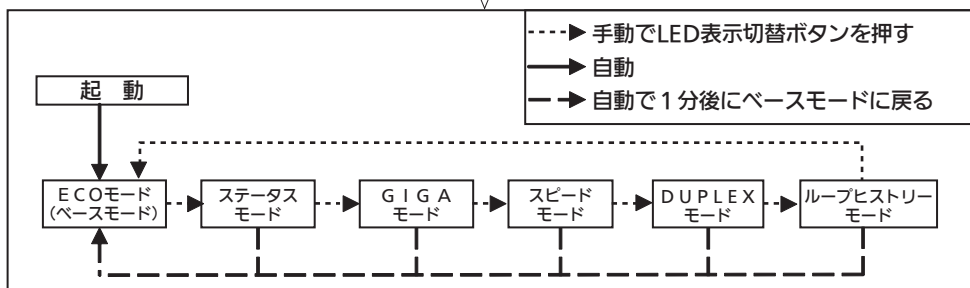 手動でLED表示切替ボタンを押す
自動
自動で1分後にベースモードに戻る
起 動
ECOモード
(ベースモード)
ステータス
モード
GIGA
モード
スピード
モード
DUPLEX
モード
ループヒストリー
モード